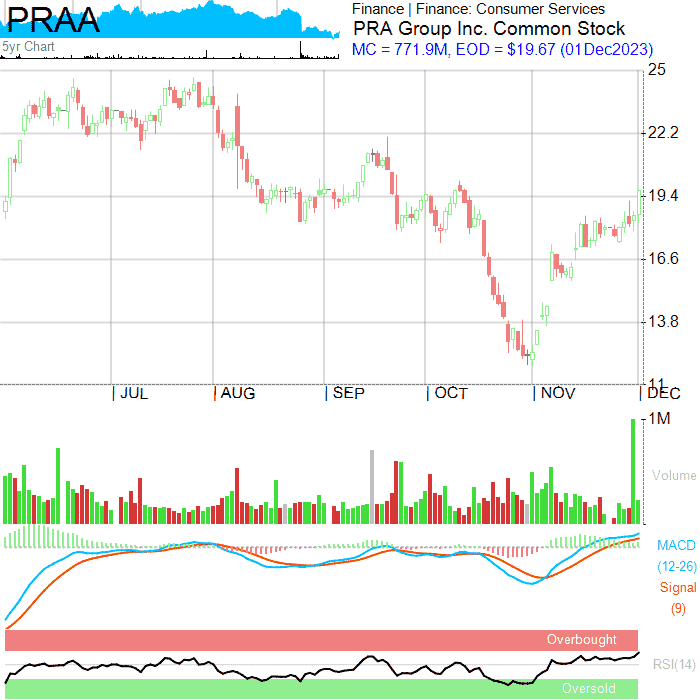 PRAA
Finance | Finance: Consumer Services
PRA Group Inc. Common Stock
5yr Chart
MC = 771.9M, EOD = $19.67 (01Dec2023)
25
22.2
19.4
16.6
13.8
11
JUL
AUG
SEP
OCT
NOV
DEC
1M
Volume
MACD
(12-26)
Signal
(9)
Overbought
RSI(14)
Oversold